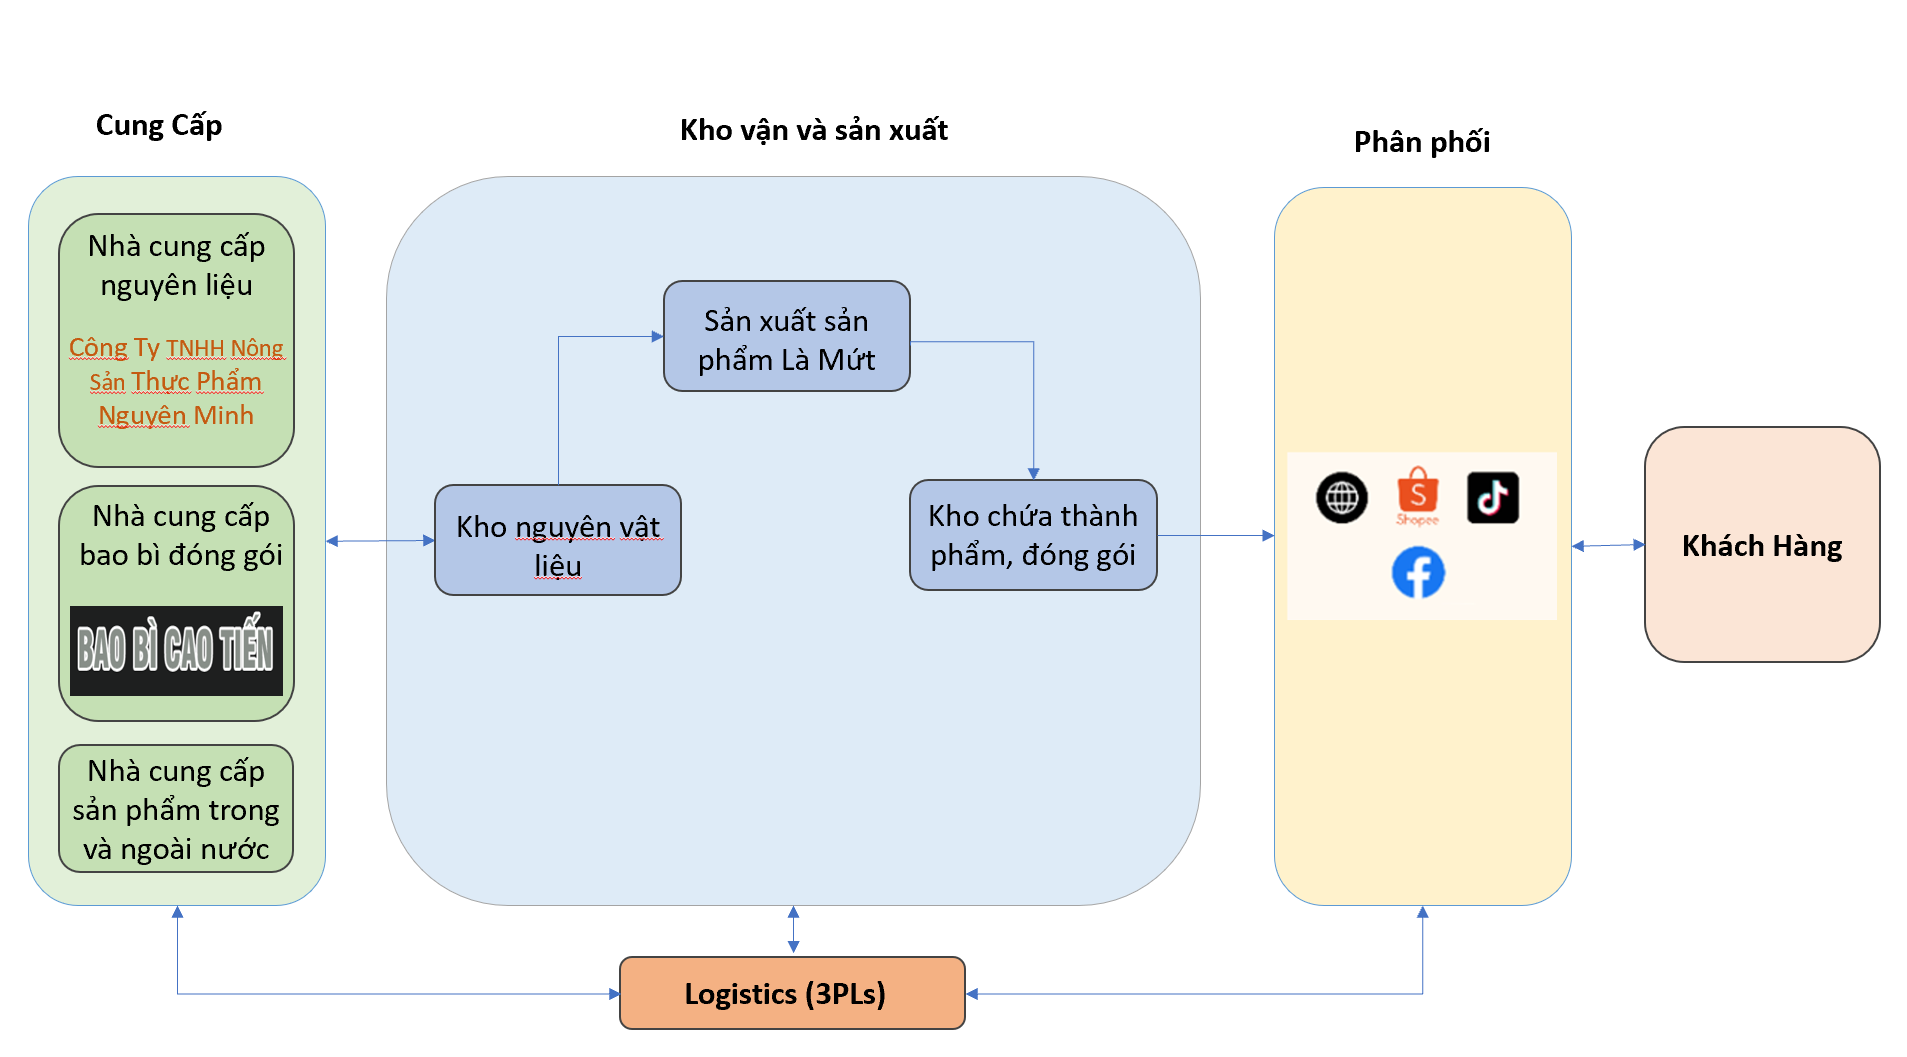 Cung Cấp
Kho vận và sản xuất
Phân phối
Nhà cung cấp
nguyên liệu
Công Ty TNHH Nông
Sản Thực Phẩm
Nguyên Minh
Nhà cung cấp
bao bì đóng gói
BAO BÌ CAO TIẾN
Nhà cung cấp
sản phẩm trong
và ngoài nước
Kho nguyên vật
liệu
Sản xuất sản
phẩm Là Mứt
Kho chứa thành
phẩm, đóng gói
Shopee
Khách Hàng
Logistics (3PLs)